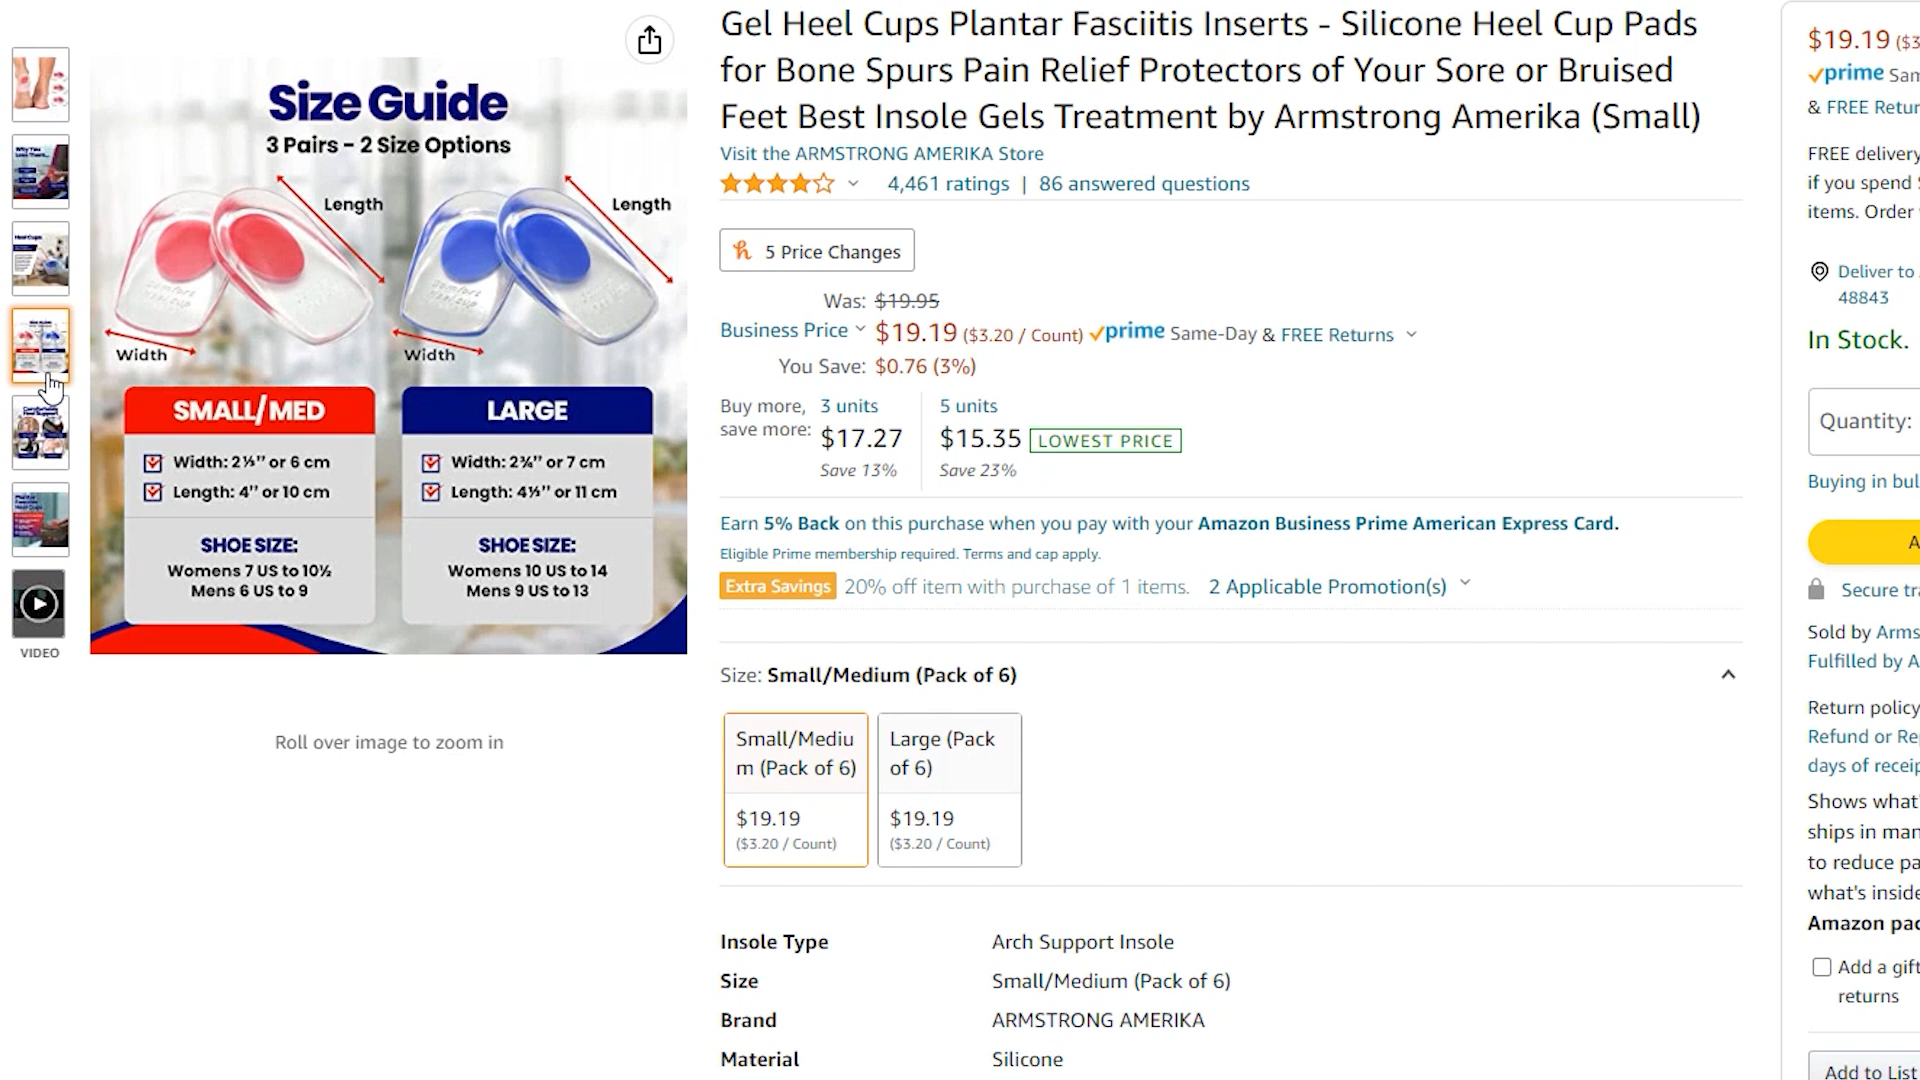 Gel Heel Cups Plantar Fasciitis Inserts - Silicone Heel Cup Pads
for Bone Spurs Pain Relief Protectors of Your Sore or Bruised
Feet Best Insole Gels Treatment by Armstrong Amerika (Small)
Visit the ARMSTRONG AMERIKA Store
4,461 ratings | 86 answered questions
5 Price Changes
Was: $19.95
Business Price $19.19 ($3.20 / Count) prime Same-Day & FREE Returns
You Save: $0.76 (3%)
Buy more, save more:
3 units
$17.27
Save 13%
5 units
$15.35 LOWEST PRICE
Save 23%
Earn 5% Back on this purchase when you pay with your Amazon Business Prime American Express Card.
Eligible Prime membership required. Terms and cap apply.
Extra Savings 20% off item with purchase of 1 items. 2 Applicable Promotion(s)
Size: Small/Medium (Pack of 6)
Small/Mediu
m (Pack of 6)
$19.19
($3.20 / Count)
Large (Pack
of 6)
$19.19
($3.20 / Count)
Insole Type Arch Support Insole
Size Small/Medium (Pack of 6)
Brand ARMSTRONG AMERIKA
Material Silicone
Size Guide
3 Pairs - 2 Size Options
Length
Length
Width
Width
SMALL/MED
Width: 2⅓" or 6 cm
Length: 4" or 10 cm
SHOE SIZE:
Womens 7 US to 10½
Mens 6 US to 9
LARGE
Width: 2¾" or 7 cm
Length: 4⅓" or 11 cm
SHOE SIZE:
Womens 10 US to 14
Mens 9 US to 13
VIDEO
Roll over image to zoom in
$19.19 ($3
prime Sam
& FREE Retur
FREE delivery
if you spend
items. Order
Deliver to
48843
In Stock.
Quantity:
Buying in bul
A
Secure tra
Sold by Arms
Fulfilled by A
Return policy
Refund or Re
days of receip
Shows what'
ships in man
to reduce pa
what's inside
Amazon pac
Add a gift
returns
Add to List